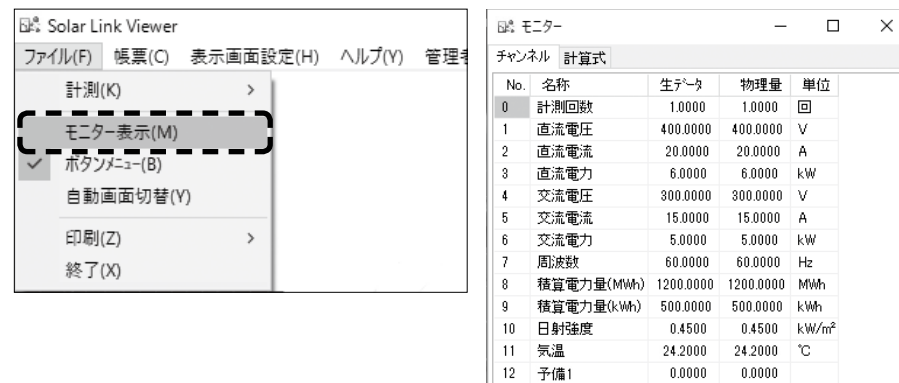 Solar Link Viewer
ファイル(F) 帳票(C) 表示画面設定(H) ヘルプ(Y) 管理
計測(K) >
モニター表示(M)
ボタンメニュー(B)
自動画面切替(Y)
印刷(Z) >
終了(X)
モニター
チャンネル 計算式
No. 名称 生データ 物理量 単位
0 計測回数 1.0000 1.0000 回
1 直流電圧 400.0000 400.0000 V
2 直流電流 20.0000 20.0000 A
3 直流電力 6.0000 6.0000 kW
4 交流電圧 300.0000 300.0000 V
5 交流電流 15.0000 15.0000 A
6 交流電力 5.0000 5.0000 kW
7 周波数 60.0000 60.0000 Hz
8 積算電力量(MWh) 1200.0000 1200.0000 MWh
9 積算電力量(kWh) 500.0000 500.0000 kWh
10 日射強度 0.4500 0.4500 kW/m²
11 気温 24.2000 24.2000 ℃
12 予備1 0.0000 0.0000